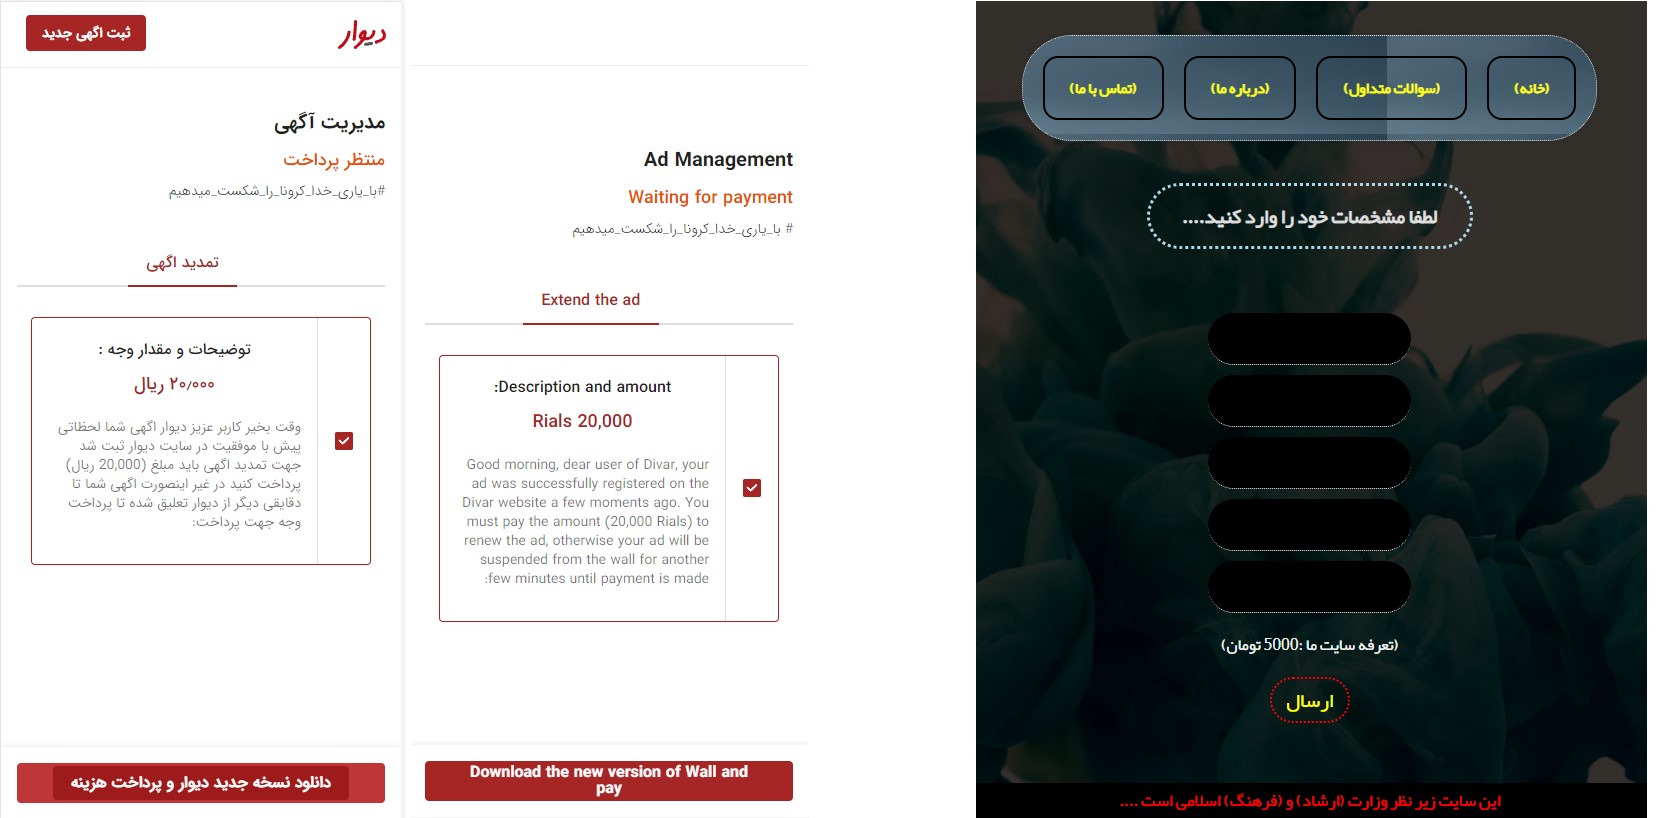 دیوار
ثبت اگهی جدید
مدیریت آگهی
منتظر پرداخت
#با_یاری_خدا_کرونا_را_شکست_میدهیم
تمدید اگهی
توضیحات و مقدار وجه :
۲۰٫۰۰۰ ریال
وقت بخیر کاربر عزیز دیوار اگهی شما لحظاتی
پیش با موفقیت در سایت دیوار ثبت شد
جهت تمدید اگهی باید مبلغ (20,000 ریال)
پرداخت کنید در غیر اینصورت اگهی شما تا
دقایقی دیگر از دیوار تعلیق شده تا پرداخت
وجه جهت پرداخت:
دانلود نسخه جدید دیوار و پرداخت هزینه
Ad Management
Waiting for payment
# با_یاری_خدا_کرونا_را_شکست_میدهیم
Extend the ad
:Description and amount
Rials 20,000
Good morning, dear user of Divar, your
ad was successfully registered on the
Divar website a few moments ago. You
must pay the amount (20,000 Rials) to
renew the ad, otherwise your ad will be
suspended from the wall for another
:few minutes until payment is made
Download the new version of Wall and
pay
(خانه)
(سوالات متداول)
(درباره ما)
(تماس با ما)
لطفا مشخصات خود را وارد کنید....
(تعرفه سایت ما :5000 تومان)
ارسال
این سایت زیر نظر وزارت (ارشاد) و (فرهنگ) اسلامی است ....